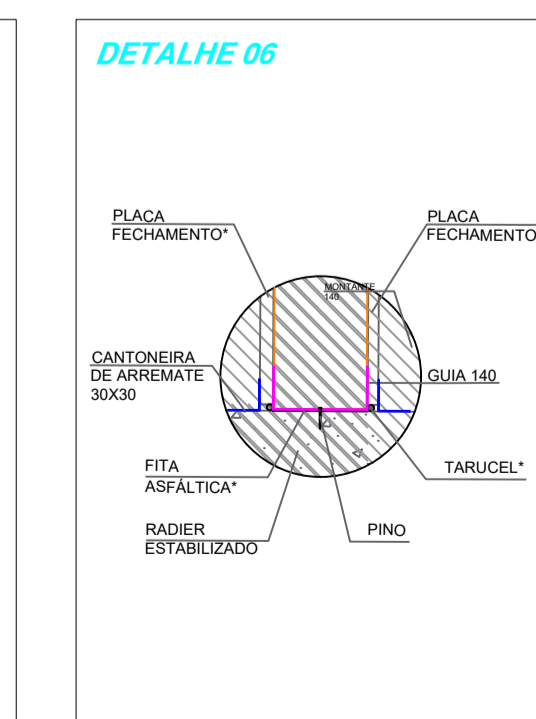 DETALHE 06
PLACA
FECHAMENTO*
PLACA
FECHAMENTO
MONTANTE
140
CANTONEIRA
DE ARREMATE
30X30
GUIA 140
FITA
ASFÁLTICA*
TARUCEL*
RADIER
ESTABILIZADO
PINO